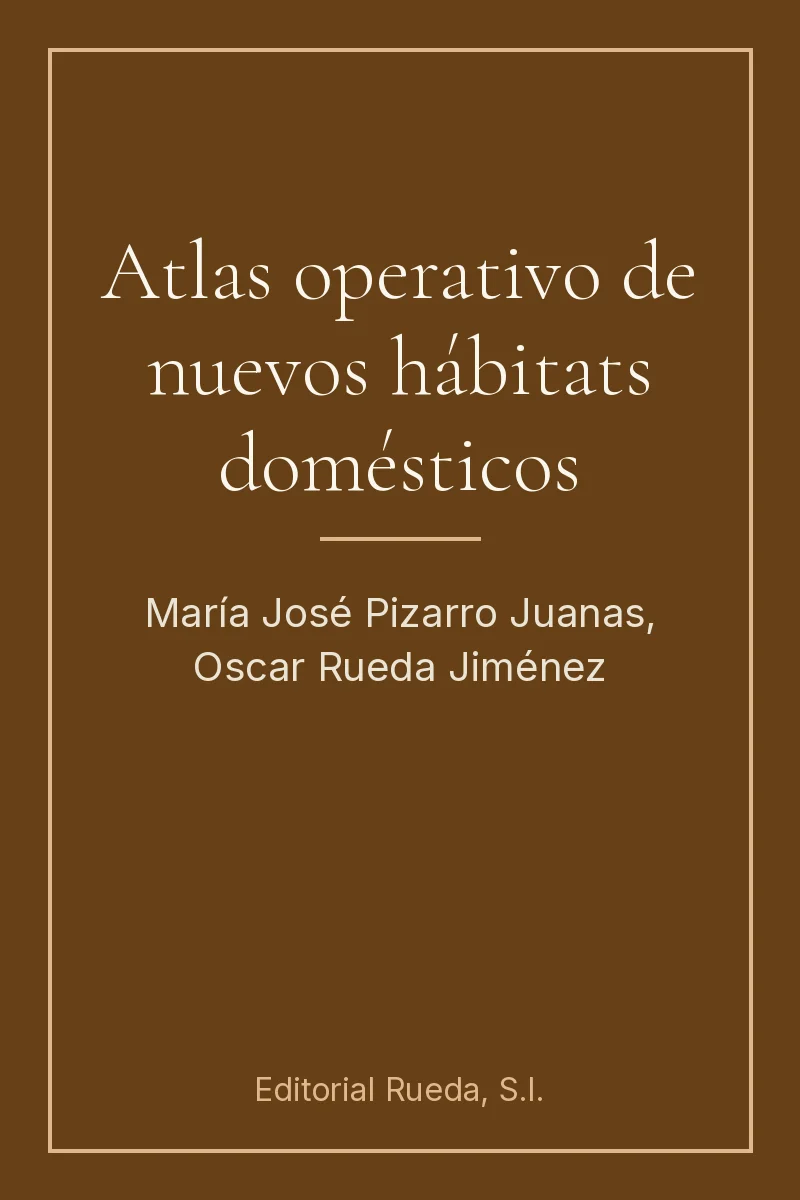 Atlas operativo de
nuevos hábitats
domésticos
María José Pizarro Juanas,
Oscar Rueda Jiménez
Editorial Rueda, S.l.